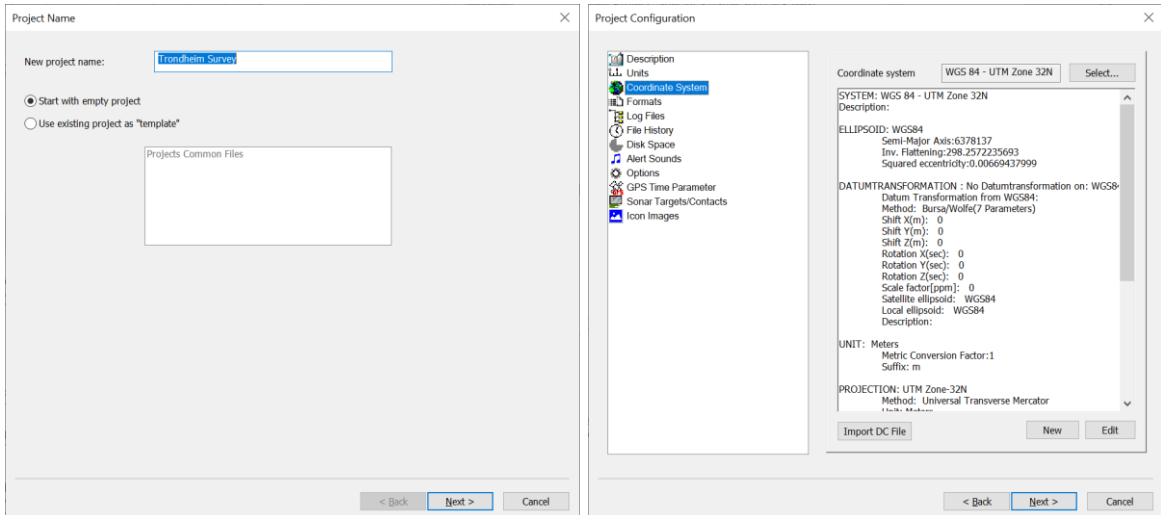 Project Name
New project name:
Trondheim Survey
Start with empty project
Use existing project as "template"
Projects Common Files
< Back
Next >
Cancel
Project Configuration
Description
Units
Coordinate System
Formats
Log Files
File History
Disk Space
Alert Sounds
Options
GPS Time Parameter
Sonar Targets/Contacts
Icon Images
Coordinate system
WGS 84 - UTM Zone 32N
Select...
SYSTEM: WGS 84 - UTM Zone 32N
Description:
ELLIPSOID: WGS84
Semi-Major Axis:6378137
Inv. Flattening:298.2572235693
Squared eccentricity:0.00669437999
DATUMTRANSFORMATION : No Datumtransformation on: WGS8
Datum Transformation from WGS84:
Method: Bursa/Wolfe(7 Parameters)
Shift X(m): 0
Shift Y(m): 0
Shift Z(m): 0
Rotation X(sec): 0
Rotation Y(sec): 0
Rotation Z(sec): 0
Scale factor[ppm]: 0
Satellite ellipsoid: WGS84
Local ellipsoid: WGS84
Description:
UNIT: Meters
Metric Conversion Factor:1
Suffix: m
PROJECTION: UTM Zone-32N
Method: Universal Transverse Mercator
Unit: Meters
Import DC File
New
Edit
< Back
Next >
Cancel